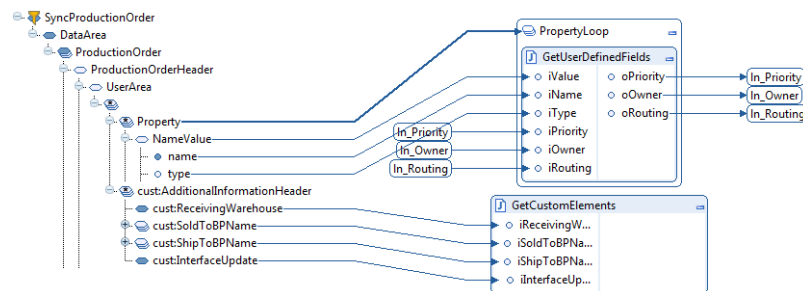 SyncProductionOrder
DataArea
ProductionOrder
ProductionOrderHeader
UserArea
Property
NameValue
name
type
cust:AdditionalInformationHeader
cust:ReceivingWarehouse
cust:SoldToBPName
cust:ShipToBPName
cust:InterfaceUpdate
In_Priority
In_Owner
In_Routing
PropertyLoop
GetUserDefinedFields
iValue oPriority
iName oOwner
iType oRouting
iPriority
iOwner
iRouting
In_Priority
In_Owner
In_Routing
GetCustomElements
iReceivingW...
iSoldToBPNa...
iShipToBPNa...
iInterfaceUp...